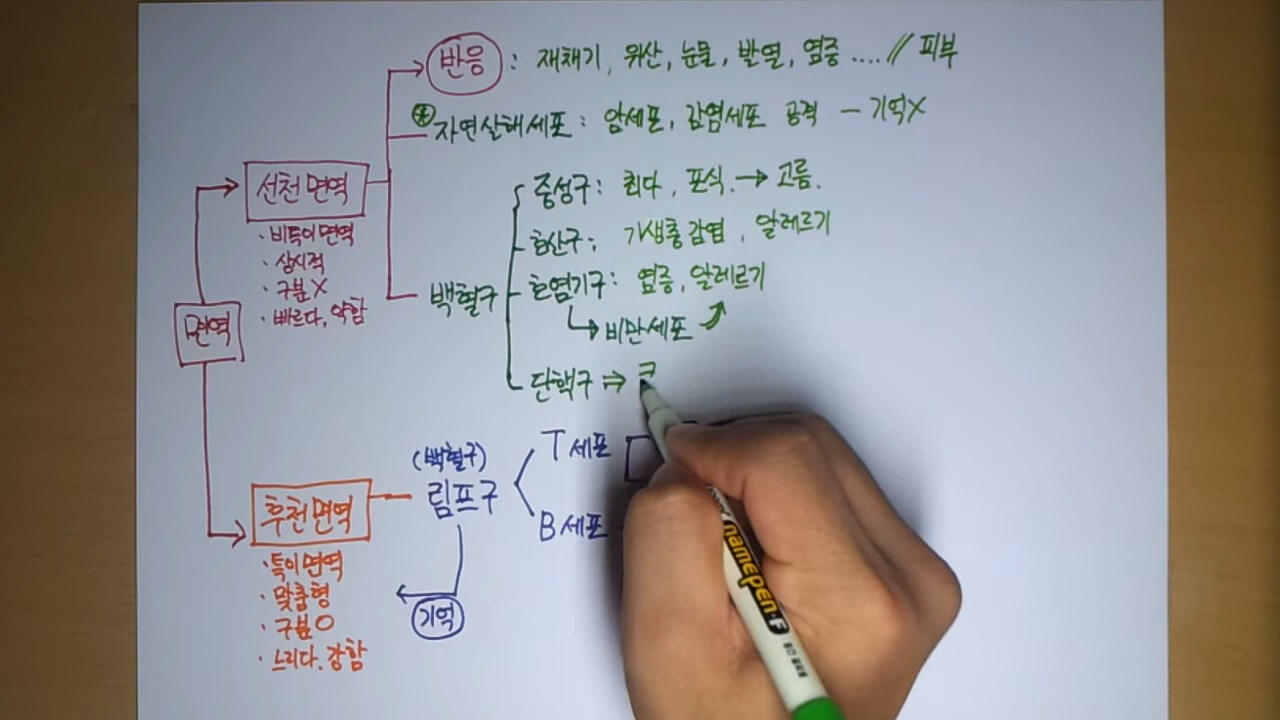 반응 : 재채기, 위산, 눈물, 발열, 염증 .... // 피부
* 자연살해세포 : 암세포, 감염세포 공격 – 기억X
선천면역
· 비특이면역
· 상시적
· 구분X
· 빠르다, 약함
백혈구
중성구 : 최다, 포식. → 고름.
호산구 : 기생충감염, 알레르기
호염기구 : 염증, 알레르기
비만세포
단핵구 ⇒
면역
후천면역
· 특이면역
· 맞춤형
· 구분O
· 느리다. 강함
(백혈구)
림프구
T세포
B세포
기억
namepen·F